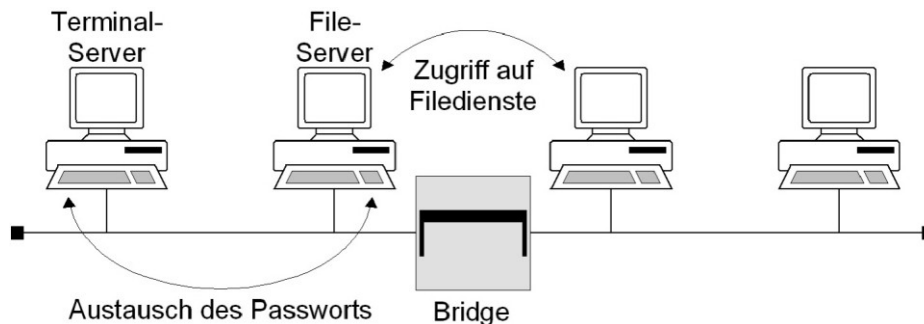 Terminal-
Server
File-
Server
Zugriff auf
Filedienste
Austausch des Passworts
Bridge